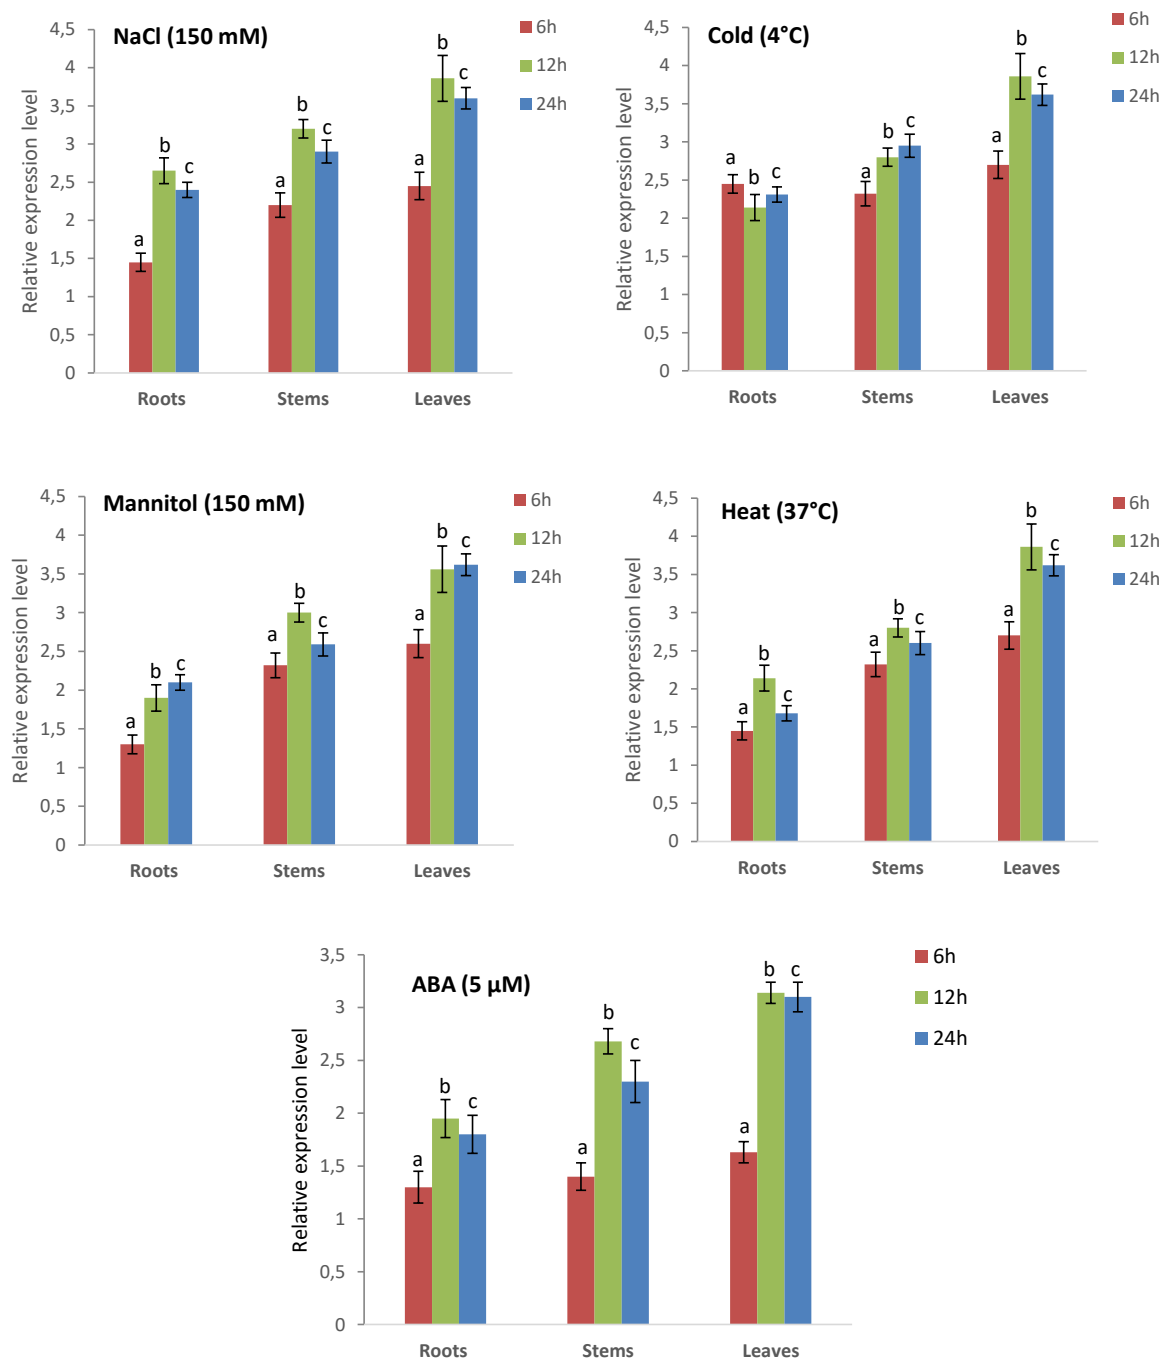 NaCl (150 mM)
6h
12h
24h
Relative expression level
4,5
4
3,5
3
2,5
2
1,5
1
0,5
0
a
b
c
a
b
c
a
b
c
Roots
Stems
Leaves
Cold (4°C)
6h
12h
24h
Relative expression level
4,5
4
3,5
3
2,5
2
1,5
1
0,5
0
a
b
c
a
b
c
a
b
c
Roots
Stems
Leaves
Mannitol (150 mM)
6h
12h
24h
Relative expression level
4,5
4
3,5
3
2,5
2
1,5
1
0,5
0
a
b
c
a
b
c
a
b
c
Roots
Stems
Leaves
Heat (37°C)
6h
12h
24h
Relative expression level
4,5
4
3,5
3
2,5
2
1,5
1
0,5
0
a
b
c
a
b
c
a
b
c
Roots
Stems
Leaves
ABA (5 µM)
6h
12h
24h
Relative expression level
3,5
3
2,5
2
1,5
1
0,5
0
a
b
c
a
b
c
a
b
c
Roots
Stems
Leaves